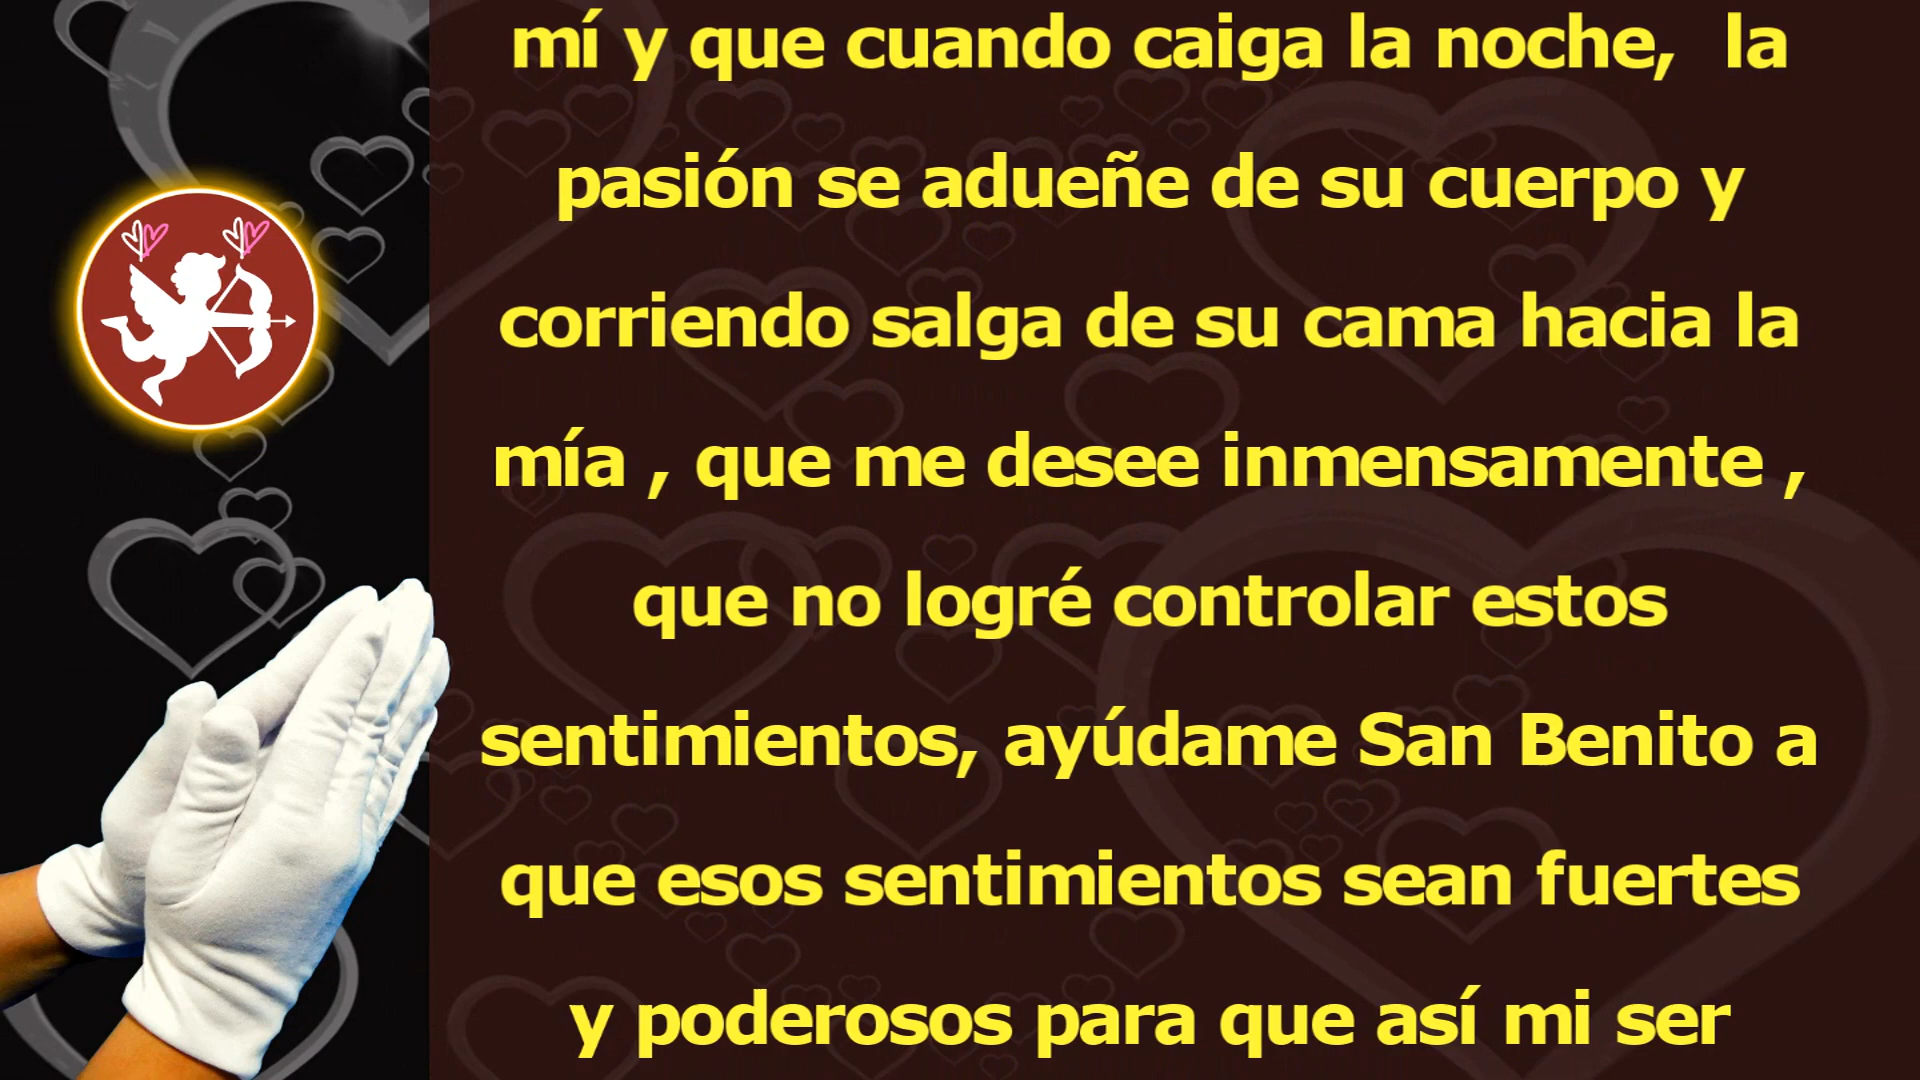 mí y que cuando caiga la noche,  la
pasión se adueñe de su cuerpo y
corriendo salga de su cama hacia la
mía , que me desee inmensamente ,
que no logré controlar estos
sentimientos, ayúdame San Benito a
que esos sentimientos sean fuertes
y poderosos para que así mi ser